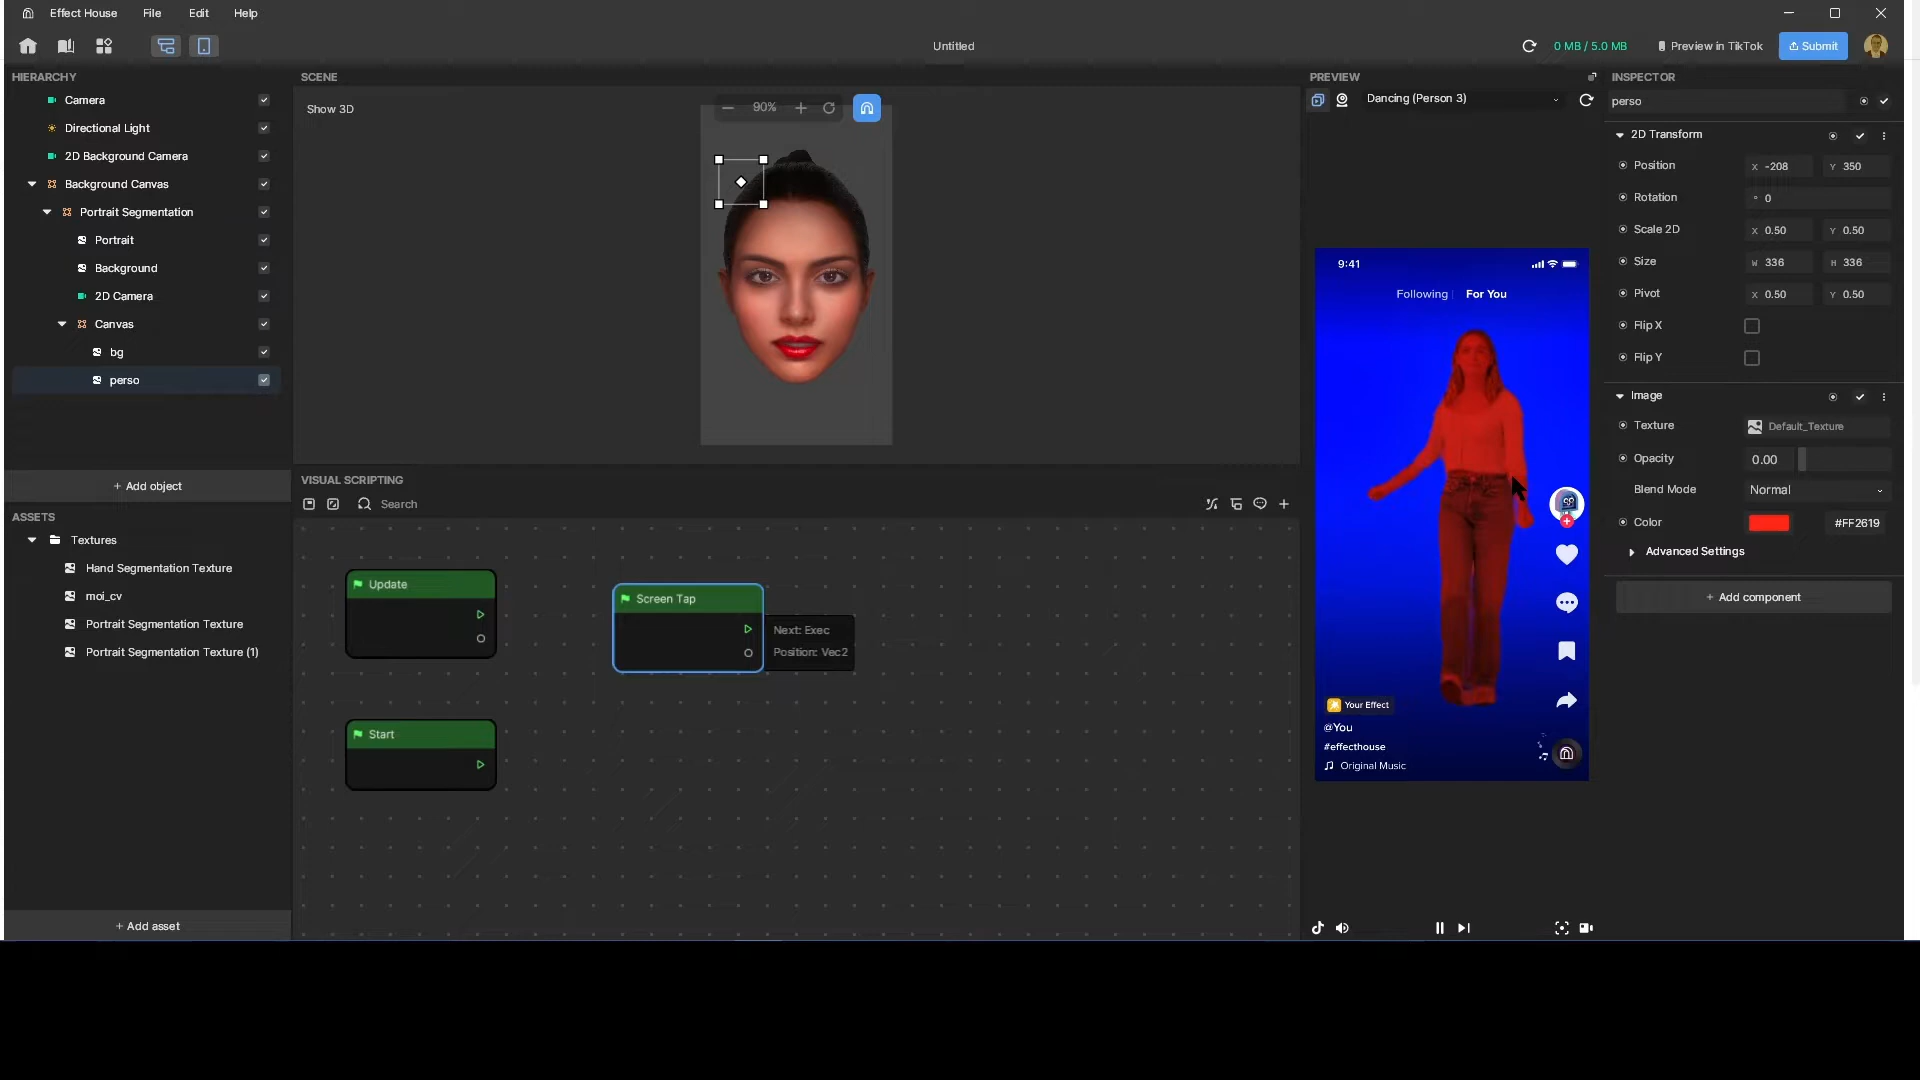 Effect House File Edit Help
Untitled
0 MB / 5.0 MB Preview in TikTok Submit
HIERARCHY
Camera
Directional Light
2D Background Camera
Background Canvas
Portrait Segmentation
Portrait
Background
2D Camera
Canvas
bg
perso
+ Add object
ASSETS
Textures
Hand Segmentation Texture
moi_cv
Portrait Segmentation Texture
Portrait Segmentation Texture (1)
+ Add asset
SCENE
Show 3D
90%
VISUAL SCRIPTING
Search
Update
Start
Screen Tap
Next: Exec
Position: Vec2
PREVIEW
Dancing (Person 3)
9:41
Following For You
Your Effect
@You
#effecthouse
Original Music
INSPECTOR
perso
2D Transform
Position X -208 Y 350
Rotation ° 0
Scale 2D X 0.50 Y 0.50
Size W 336 H 336
Pivot X 0.50 Y 0.50
Flip X
Flip Y
Image
Texture Default_Texture
Opacity 0.00
Blend Mode Normal
Color #FF2619
Advanced Settings
+ Add component